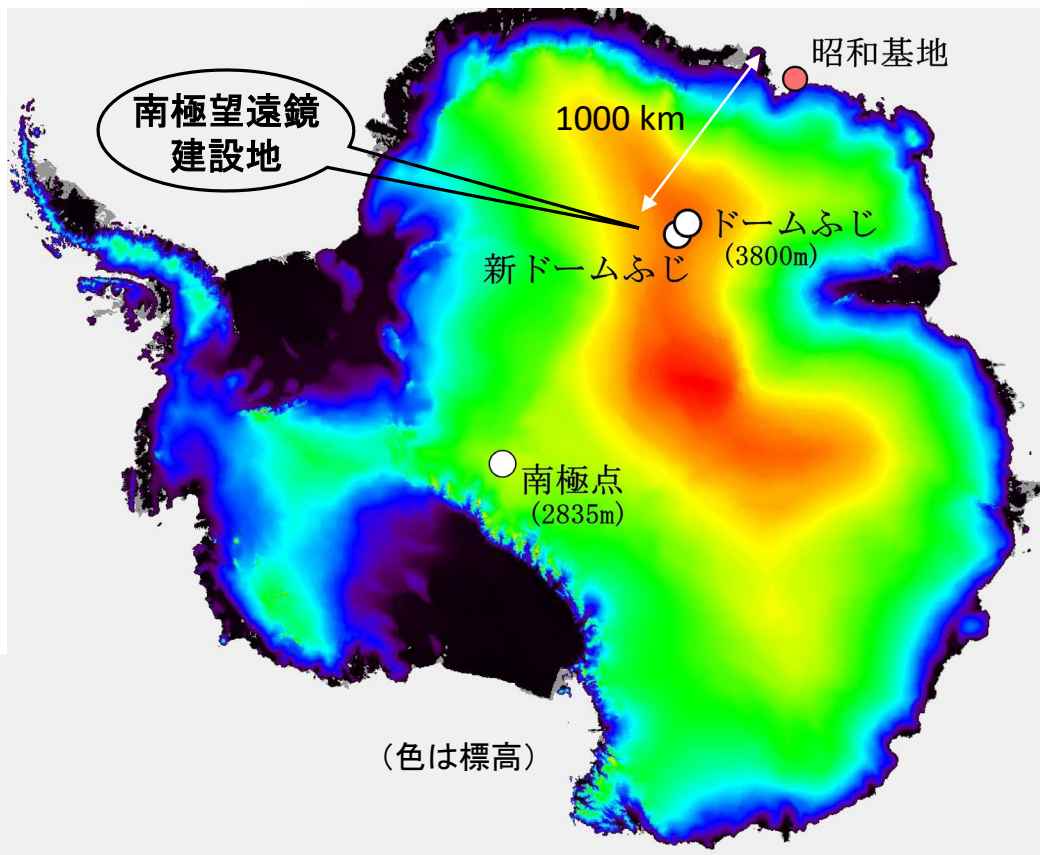 昭和基地
南極望遠鏡
建設地
1000 km
ドームふじ
(3800m)
新ドームふじ
南極点
(2835m)
(色は標高)